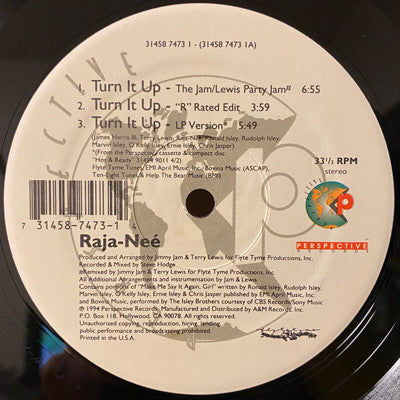 31458 7473 1 - (31458 7473 1A)
1. Turn It Up - The Jam/Lewis Party Jam# 6:55
2. Turn It Up - "R" Rated Edit 3:59
3. Turn It Up - LP Version* 5:49
(James Harris III, Terry Lewis, Raja-Neé, Ronald Isley, Rudolph Isley,
Marvin Isley, O'Kelly Isley, Ernie Isley, Chris Jasper)
*From the Perspective cassette & compact disc
"Hot & Ready" 31458 9011 4/2)
Flyte Tyme Tunes, EMI April Music, Inc., Bovina Music (ASCAP),
Ten-Eight Tunes & Help The Bear Music (BMI)
33 1/3 RPM
stereo
7 31458-7473-1 4
Raja-Neé
PERSPECTIVE
RECORDS
Produced and Arranged by Jimmy Jam & Terry Lewis for Flyte Tyme Productions, Inc.
Recorded & Mixed by Steve Hodge
#Remixed by Jimmy Jam & Terry Lewis for Flyte Tyme Productions, Inc.
All Additional Arrangements and instrumentation by Jam & Lewis
Contains portions of "Make Me Say It Again, Girl" written by Ronald Isley, Rudolph Isley,
Marvin Isley, O'Kelly Isley, Ernie Isley & Chris Jasper published by EMI April Music, Inc.
and Bovina Music, performed by The Isley Brothers courtesy of CBS Records/Sony Music
© 1994 Perspective Records, Manufactured and Distributed by A&M Records, Inc.
P.O. Box 118, Hollywood, CA 90078. All rights reserved.
Unauthorized copying, reproduction, hiring, lending,
public performance and broadcasting prohibited.
Printed in the U.S.A.